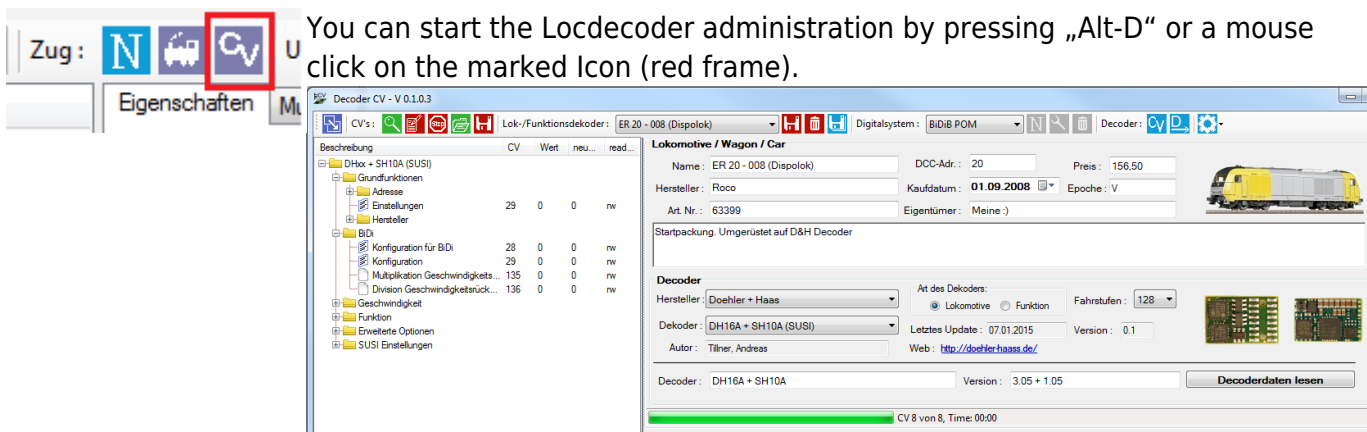 Zug :
N
CV
U
Eigenschaften
Mu
You can start the Locdecoder administration by pressing „Alt-D“ or a mouse
click on the marked Icon (red frame).
Decoder CV - V 0.1.0.3
CV's :
Stop
Lok-/Funktionsdekoder :
ER 20 - 008 (Dispolok)
Digitalsystem :
BiDiB POM
N
Decoder :
CV
D
Beschreibung CV Wert neu... read...
DHxx + SH10A (SUSI)
Grundfunktionen
Adresse
Einstellungen 29 0 0 rw
Hersteller
BiDi
Konfiguration für BiDi 28 0 0 rw
Konfiguration 29 0 0 rw
Multiplikation Geschwindigkeits... 135 0 0 rw
Division Geschwindigkeitsrück... 136 0 0 rw
Geschwindigkeit
Funktion
Erweiterte Optionen
SUSI Einstellungen
Lokomotive / Wagon / Car
Name : ER 20 - 008 (Dispolok) DCC-Adr. : 20 Preis : 156,50
Hersteller : Roco Kaufdatum : 01.09.2008 Epoche : V
Art. Nr. : 63399 Eigentümer : Meine :)
Startpackung. Umgerüstet auf D&H Decoder
Decoder
Hersteller : Doehler + Haas Art des Dekoders: Lokomotive Funktion Fahrstufen : 128
Dekoder : DH16A + SH10A (SUSI) Letztes Update : 07.01.2015 Version : 0.1
Autor : Tillner, Andreas Web : http://doehler-haass.de/
Decoder : DH16A + SH10A Version : 3.05 + 1.05 Decoderdaten lesen
CV 8 von 8, Time: 00:00